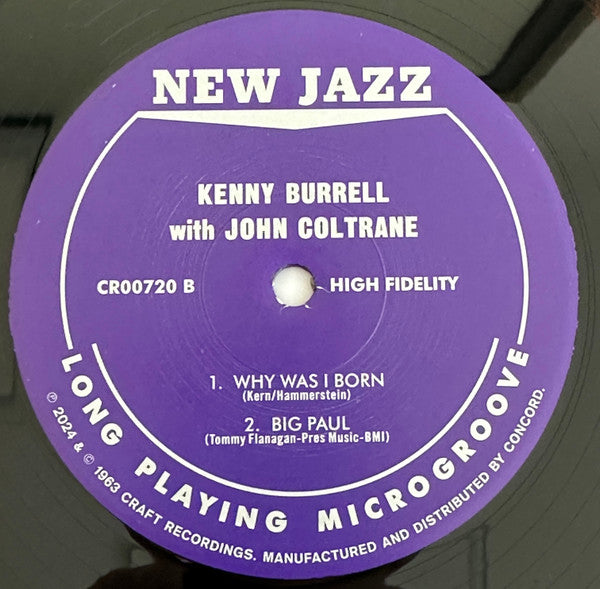 NEW JAZZ
KENNY BURRELL
with JOHN COLTRANE
CR00720 B
HIGH FIDELITY
1. WHY WAS I BORN
(Kern/Hammerstein)
2. BIG PAUL
(Tommy Flanagan-Pres Music-BMI)
LONG PLAYING MICROGROOVE
℗ 2024 & © 1963 CRAFT RECORDINGS. MANUFACTURED AND DISTRIBUTED BY CONCORD.